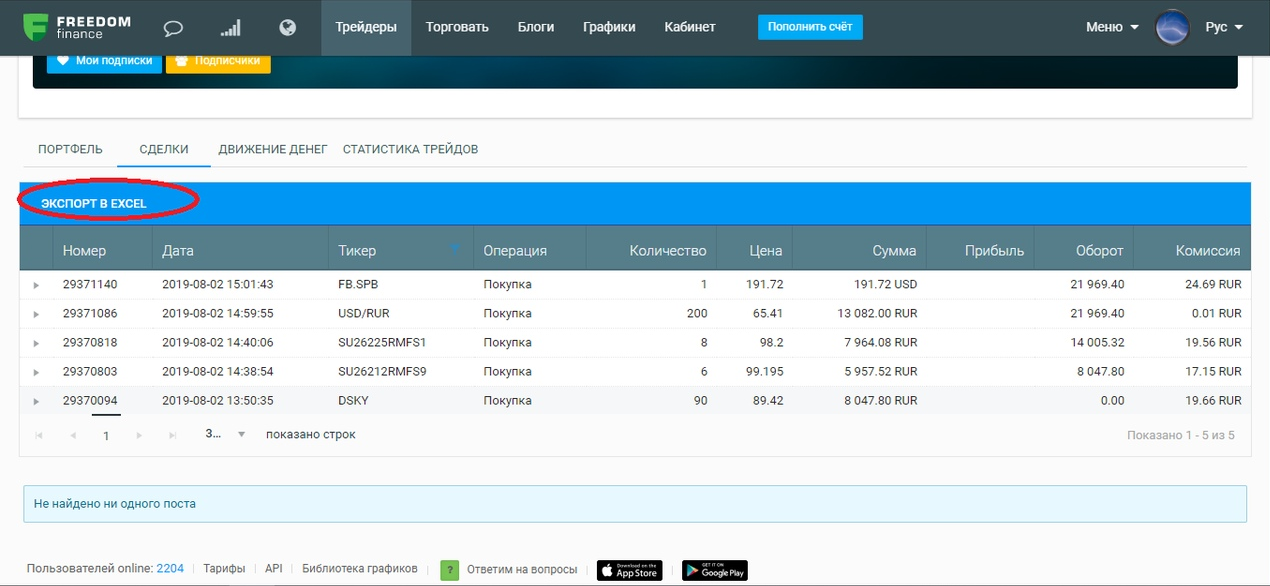 FREEDOM finance Трейдеры Торговать Блоги Графики Кабинет Пополнить счёт Меню Рус
Мои подписки Подписчики
ПОРТФЕЛЬ СДЕЛКИ ДВИЖЕНИЕ ДЕНЕГ СТАТИСТИКА ТРЕЙДОВ
ЭКСПОРТ В EXCEL
Номер Дата Тикер Операция Количество Цена Сумма Прибыль Оборот Комиссия
29371140 2019-08-02 15:01:43 FB.SPB Покупка 1 191.72 191.72 USD 21 969.40 24.69 RUR
29371086 2019-08-02 14:59:55 USD/RUR Покупка 200 65.41 13 082.00 RUR 21 969.40 0.01 RUR
29370818 2019-08-02 14:40:06 SU26225RMFS1 Покупка 8 98.2 7 964.08 RUR 14 005.32 19.56 RUR
29370803 2019-08-02 14:38:54 SU26212RMFS9 Покупка 6 99.195 5 957.52 RUR 8 047.80 17.15 RUR
29370094 2019-08-02 13:50:35 DSKY Покупка 90 89.42 8 047.80 RUR 0.00 19.66 RUR
1 3... показано строк Показано 1 - 5 из 5
Не найдено ни одного поста
Пользователей online: 2204 Тарифы API Библиотека графиков ? Ответим на вопросы Download on the App Store GET IT ON Google Play